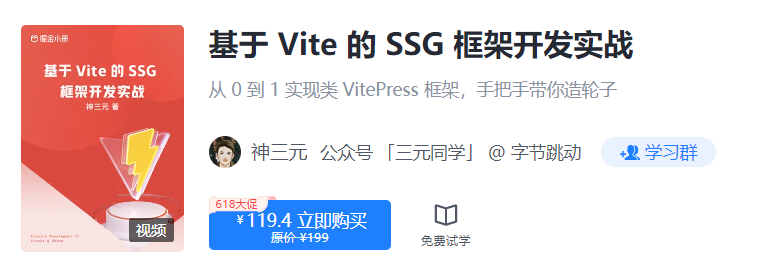 掘金小册
基于 Vite 的 SSG
框架开发实战
神三元 著
Enable Developers To
Create & Share
视频
基于 Vite 的 SSG 框架开发实战
从 0 到 1 实现类 VitePress 框架，手把手带你造轮子
神三元 公众号 「三元同学」 @ 字节跳动
学习群
618大促
¥ 119.4 立即购买
原价 ¥199
免费试学